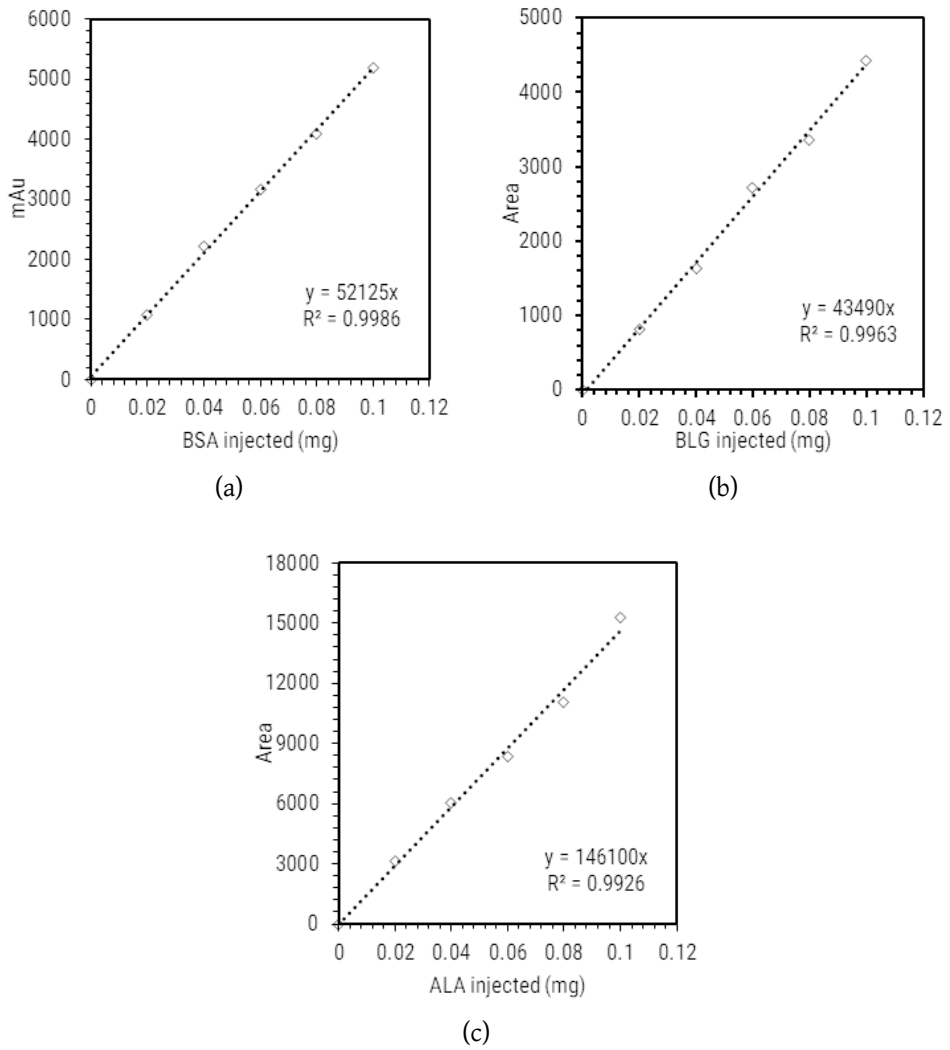 6000
5000
4000
3000
2000
1000
0
mAu
y = 52125x
R² = 0.9986
0 0.02 0.04 0.06 0.08 0.1 0.12
BSA injected (mg)
(a)
5000
4000
3000
2000
1000
0
Area
y = 43490x
R² = 0.9963
0 0.02 0.04 0.06 0.08 0.1 0.12
BLG injected (mg)
(b)
18000
15000
12000
9000
6000
3000
0
Area
y = 146100x
R² = 0.9926
0 0.02 0.04 0.06 0.08 0.1 0.12
ALA injected (mg)
(c)